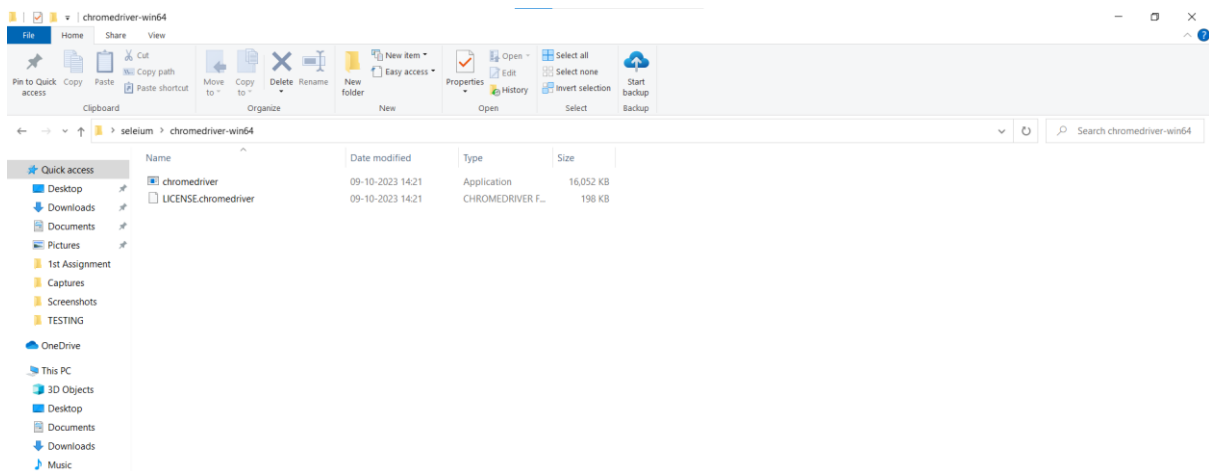 chromedriver-win64
File Home Share View
Pin to Quick access
Copy
Paste
Cut
Copy path
Paste shortcut
Clipboard
Move to
Copy to
Delete
Rename
Organize
New folder
New item
Easy access
New
Properties
Open
Edit
History
Open
Select all
Select none
Invert selection
Select
Start backup
Backup
seleium > chromedriver-win64
Search chromedriver-win64
Name Date modified Type Size
chromedriver 09-10-2023 14:21 Application 16,052 KB
LICENSE.chromedriver 09-10-2023 14:21 CHROMEDRIVER F... 198 KB
Quick access
Desktop
Downloads
Documents
Pictures
1st Assignment
Captures
Screenshots
TESTING
OneDrive
This PC
3D Objects
Desktop
Documents
Downloads
Music